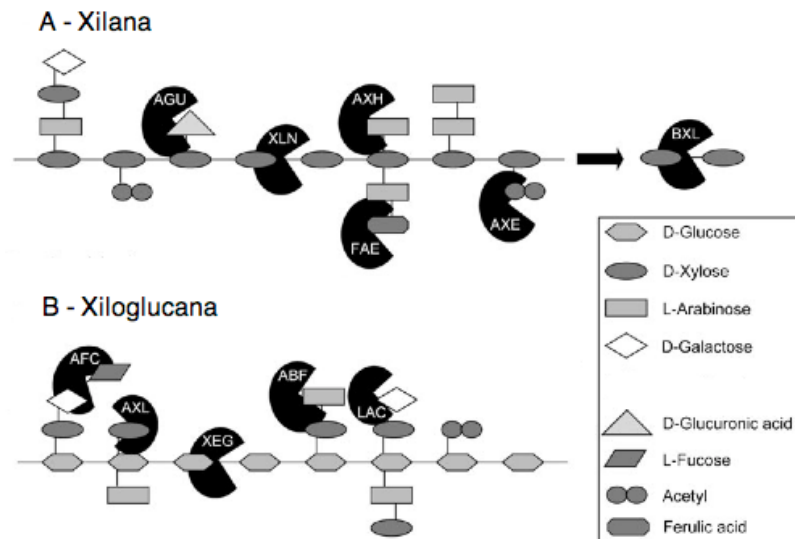 A - Xilana
AGU
XLN
AXH
FAE
AXE
BXL
D-Glucose
D-Xylose
L-Arabinose
D-Galactose
D-Glucuronic acid
L-Fucose
Acetyl
Ferulic acid
B - Xiloglucana
AFC
AXL
XEG
ABF
LAC